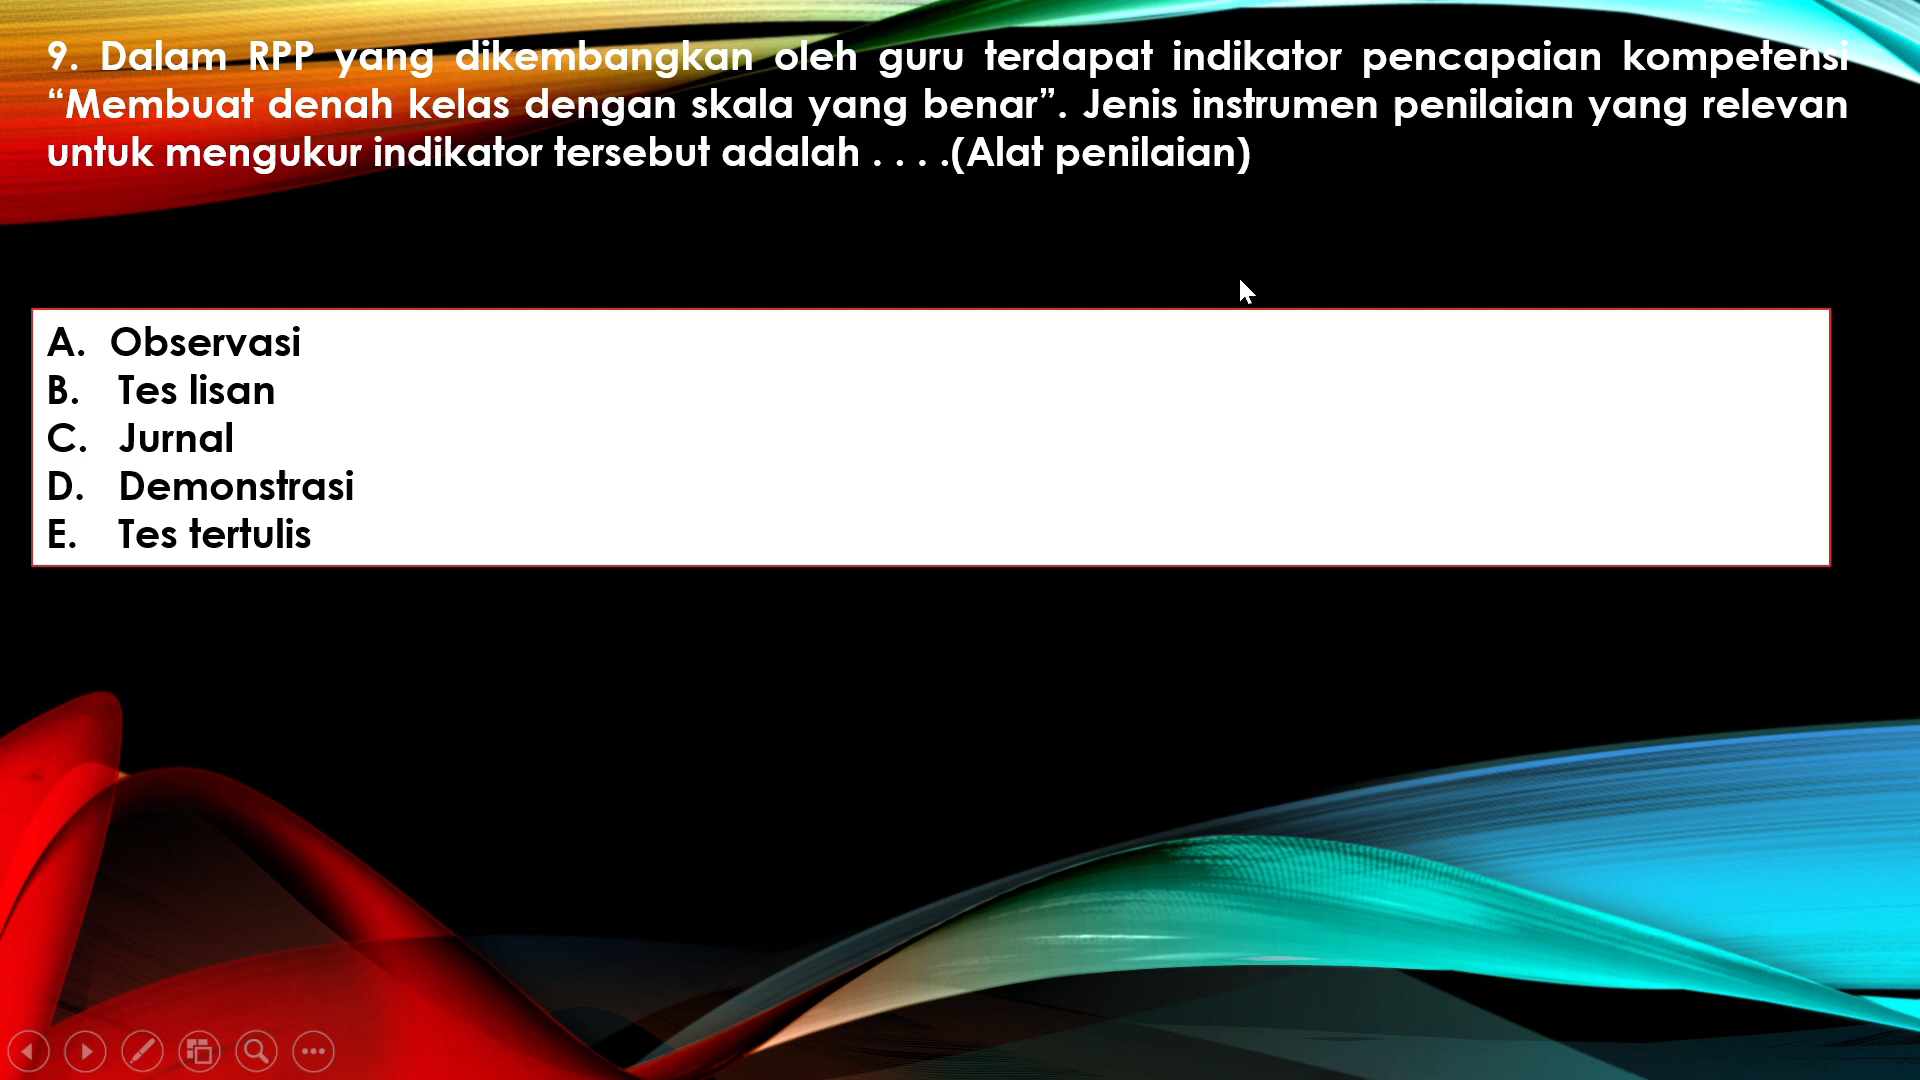 9. Dalam RPP yang dikembangkan oleh guru terdapat indikator pencapaian kompetensi
“Membuat denah kelas dengan skala yang benar”. Jenis instrumen penilaian yang relevan
untuk mengukur indikator tersebut adalah . . . .(Alat penilaian)
A. Observasi
B. Tes lisan
C. Jurnal
D. Demonstrasi
E. Tes tertulis